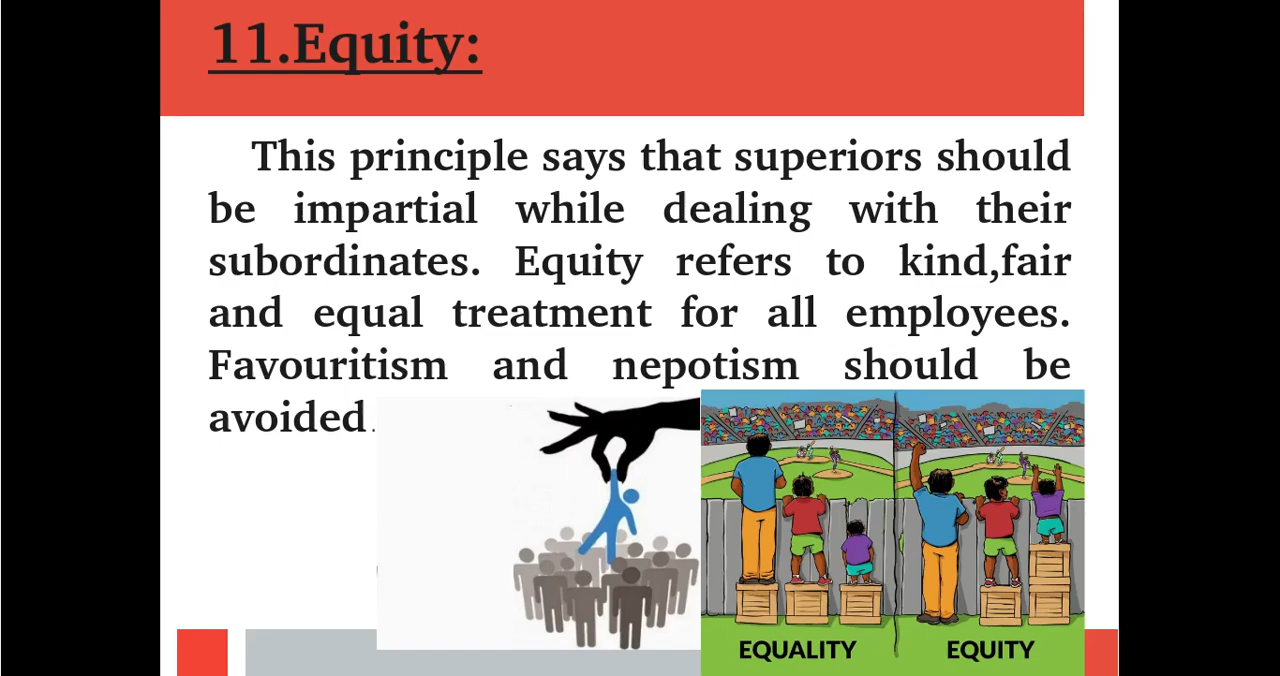 11.Equity:
This principle says that superiors should
be impartial while dealing with their
subordinates. Equity refers to kind,fair
and equal treatment for all employees.
Favouritism and nepotism should be
avoided.
EQUALITY
EQUITY